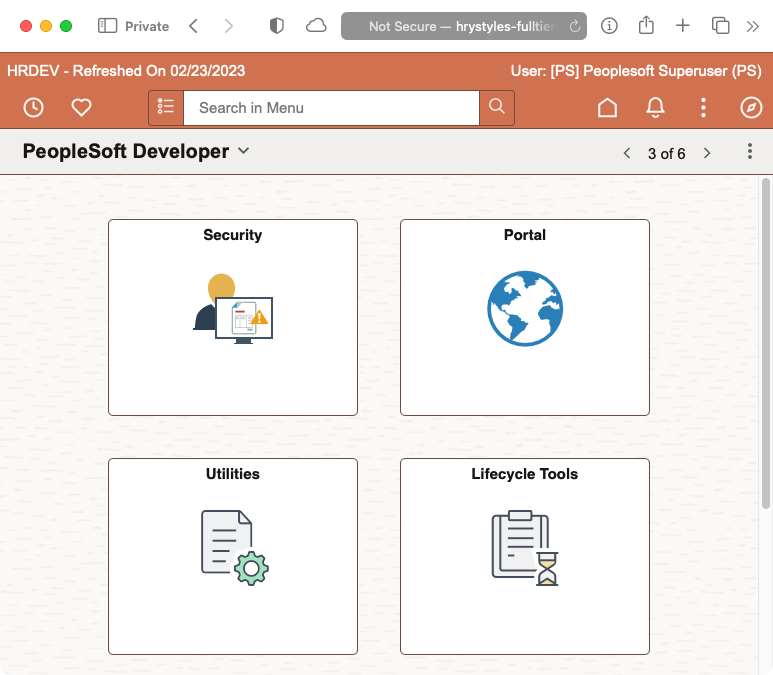 Private
Not Secure — hrystyles-fulltier
HRDEV - Refreshed On 02/23/2023
User: [PS] Peoplesoft Superuser (PS)
Search in Menu
PeopleSoft Developer
3 of 6
Security
Portal
Utilities
Lifecycle Tools